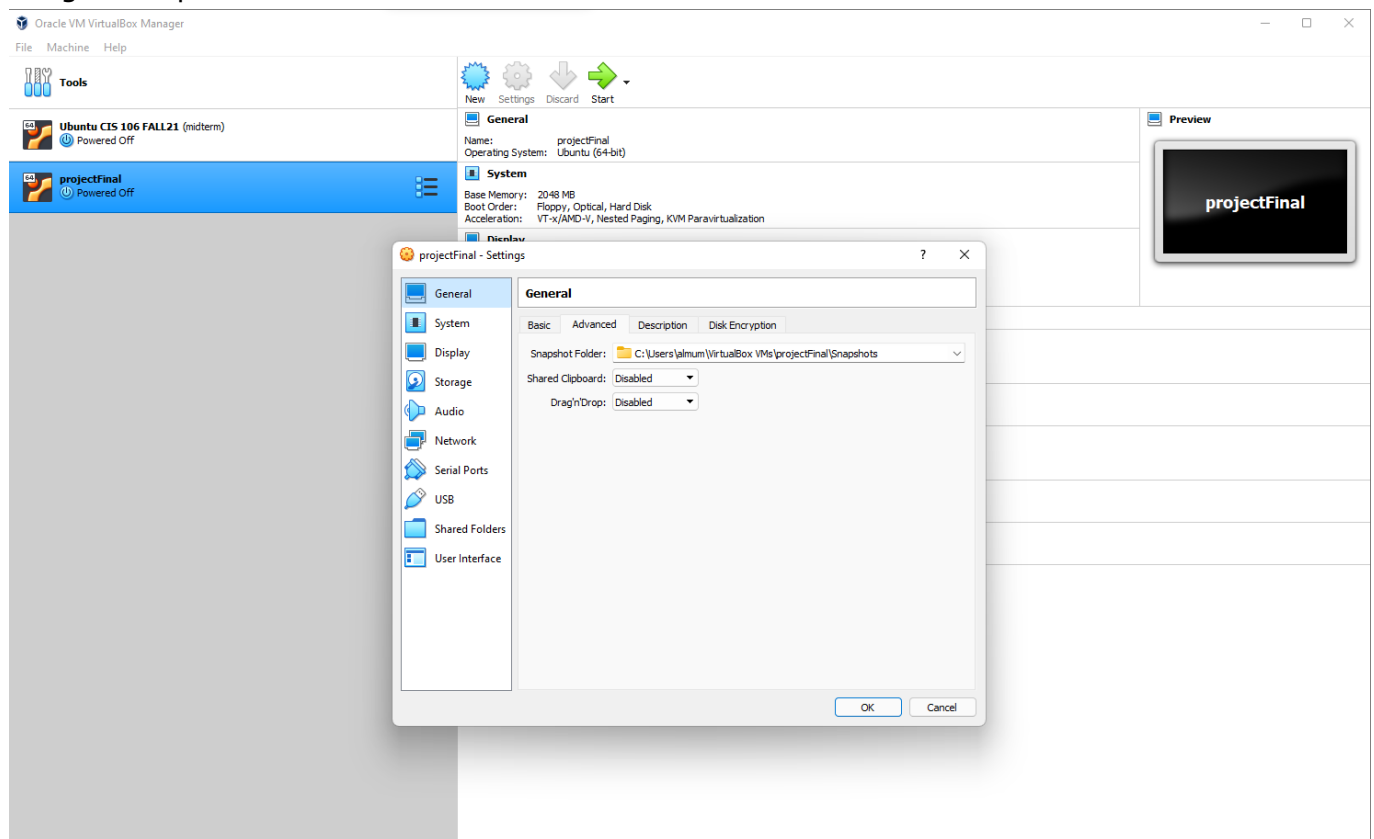 Oracle VM VirtualBox Manager
File Machine Help
Tools
New Settings Discard Start
64
Ubuntu CIS 106 FALL21 (midterm)
Powered Off
64
projectFinal
Powered Off
General
Name: projectFinal
Operating System: Ubuntu (64-bit)
System
Base Memory: 2048 MB
Boot Order: Floppy, Optical, Hard Disk
Acceleration: VT-x/AMD-V, Nested Paging, KVM Paravirtualization
Display
Preview
projectFinal
projectFinal - Settings
? 
General
System
Display
Storage
Audio
Network
Serial Ports
USB
Shared Folders
User Interface
General
Basic Advanced Description Disk Encryption
Snapshot Folder: C:\Users\almum\VirtualBox VMs\projectFinal\Snapshots
Shared Clipboard: Disabled
Drag'n'Drop: Disabled
OK Cancel